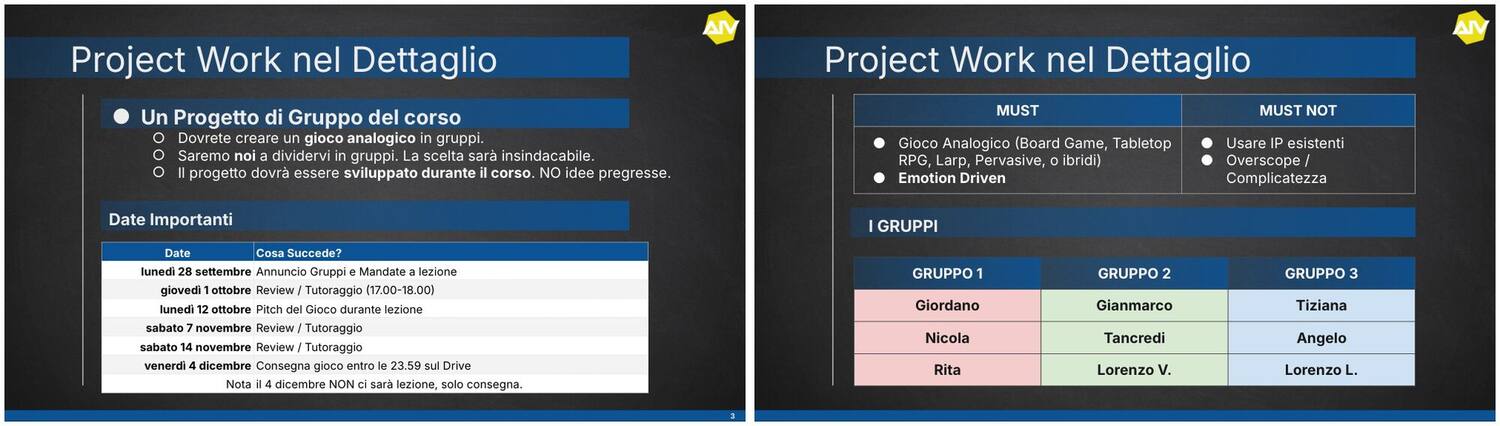 AIV
Project Work nel Dettaglio
● Un Progetto di Gruppo del corso
○ Dovrete creare un gioco analogico in gruppi.
○ Saremo noi a dividervi in gruppi. La scelta sarà insindacabile.
○ Il progetto dovrà essere sviluppato durante il corso. NO idee pregresse.
Date Importanti
Date Cosa Succede?
lunedì 28 settembre Annuncio Gruppi e Mandate a lezione
giovedì 1 ottobre Review / Tutoraggio (17.00-18.00)
lunedì 12 ottobre Pitch del Gioco durante lezione
sabato 7 novembre Review / Tutoraggio
sabato 14 novembre Review / Tutoraggio
venerdì 4 dicembre Consegna gioco entro le 23.59 sul Drive
Nota il 4 dicembre NON ci sarà lezione, solo consegna.
3
AIV
Project Work nel Dettaglio
MUST MUST NOT
● Gioco Analogico (Board Game, Tabletop
RPG, Larp, Pervasive, o ibridi)
● Emotion Driven
● Usare IP esistenti
● Overscope /
Complicatezza
I GRUPPI
GRUPPO 1 GRUPPO 2 GRUPPO 3
Giordano Gianmarco Tiziana
Nicola Tancredi Angelo
Rita Lorenzo V. Lorenzo L.